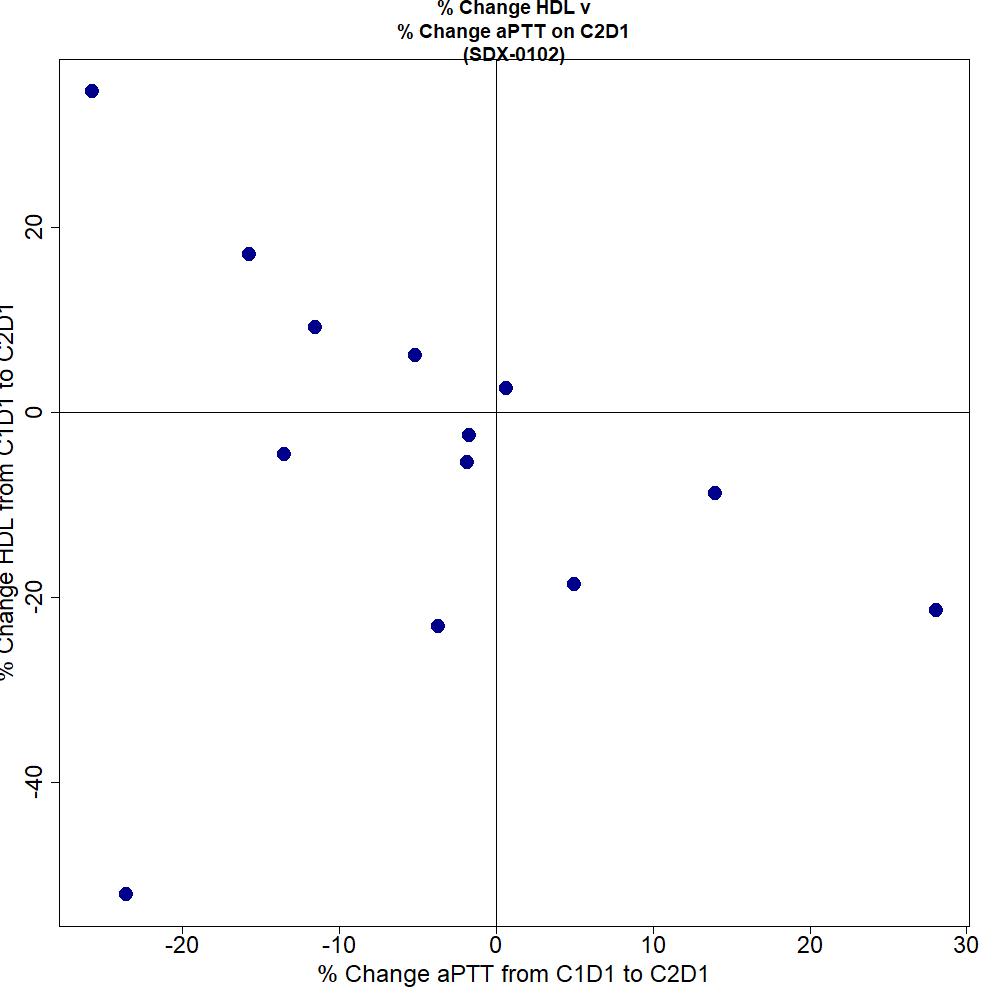 % Change HDL v
% Change aPTT on C2D1
(SDX-0102)
% Change HDL from C1D1 to C2D1
20
0
-20
-40
-20
-10
0
10
20
30
% Change aPTT from C1D1 to C2D1